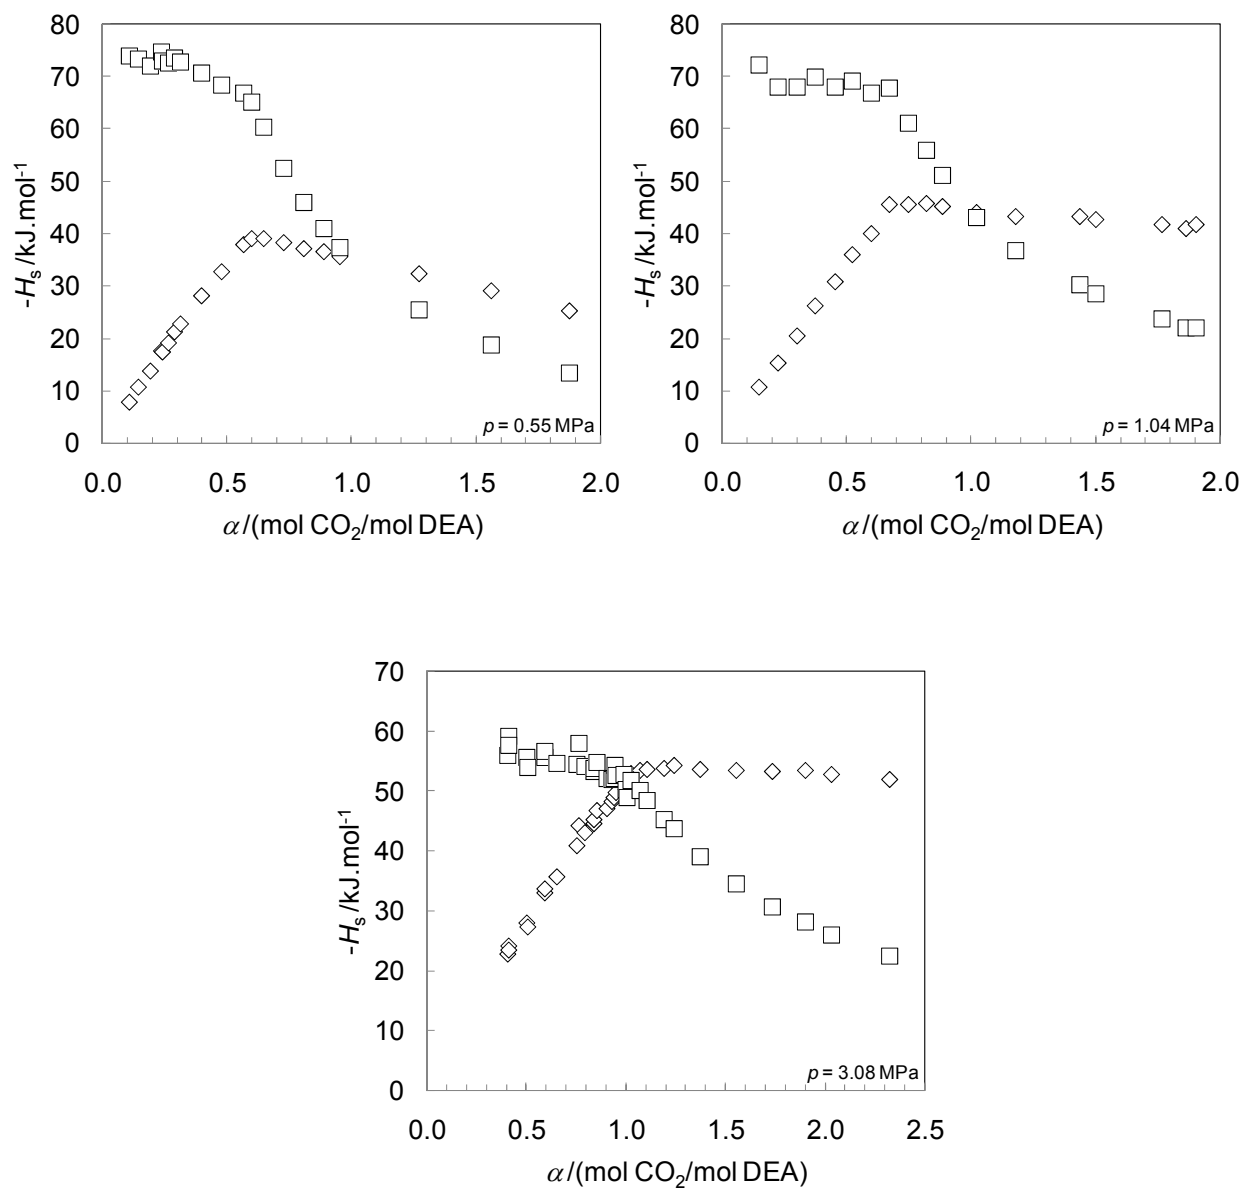 80
70
60
50
40
30
20
10
0
-Hs /kJ.mol-1
p = 0.55 MPa
0.0 0.5 1.0 1.5 2.0
α/(mol CO2/mol DEA)
80
70
60
50
40
30
20
10
0
-Hs /kJ.mol-1
p = 1.04 MPa
0.0 0.5 1.0 1.5 2.0
α/(mol CO2/mol DEA)
70
60
50
40
30
20
10
0
-Hs /kJ.mol-1
p = 3.08 MPa
0.0 0.5 1.0 1.5 2.0 2.5
α/(mol CO2/mol DEA)